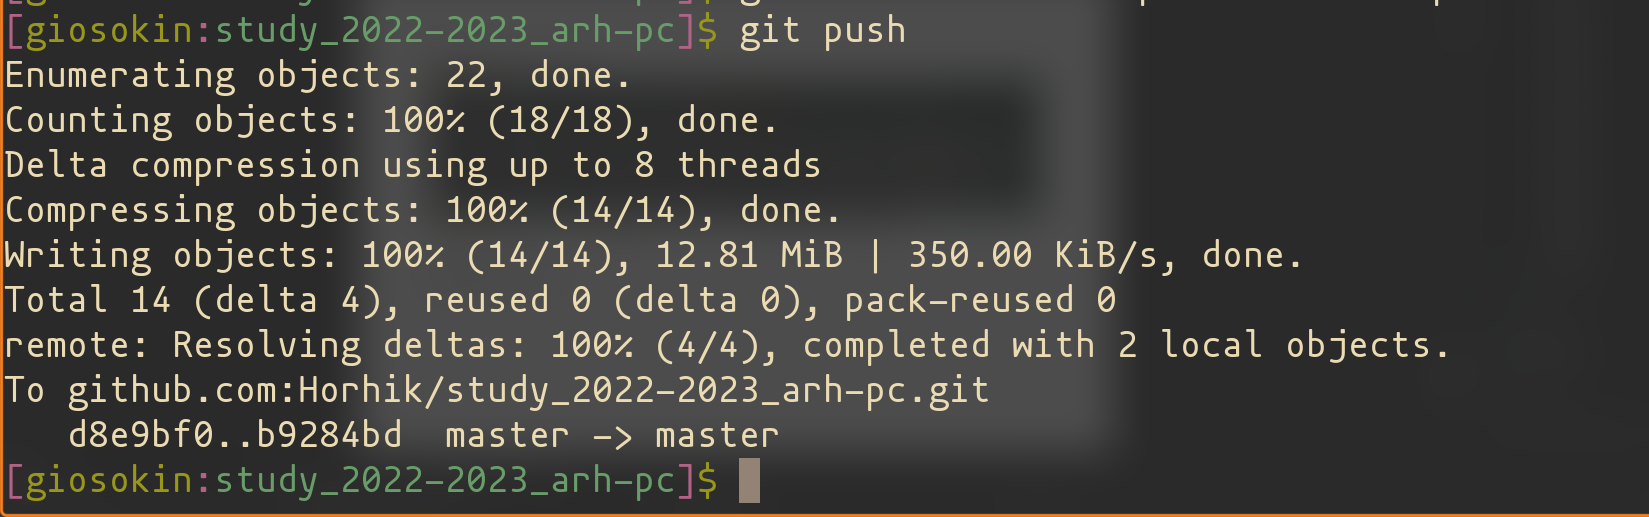 [giosokin:study_2022-2023_arh-pc]$ git push
Enumerating objects: 22, done.
Counting objects: 100% (18/18), done.
Delta compression using up to 8 threads
Compressing objects: 100% (14/14), done.
Writing objects: 100% (14/14), 12.81 MiB | 350.00 KiB/s, done.
Total 14 (delta 4), reused 0 (delta 0), pack-reused 0
remote: Resolving deltas: 100% (4/4), completed with 2 local objects.
To github.com:Horhik/study_2022-2023_arh-pc.git
   d8e9bf0..b9284bd  master -> master
[giosokin:study_2022-2023_arh-pc]$